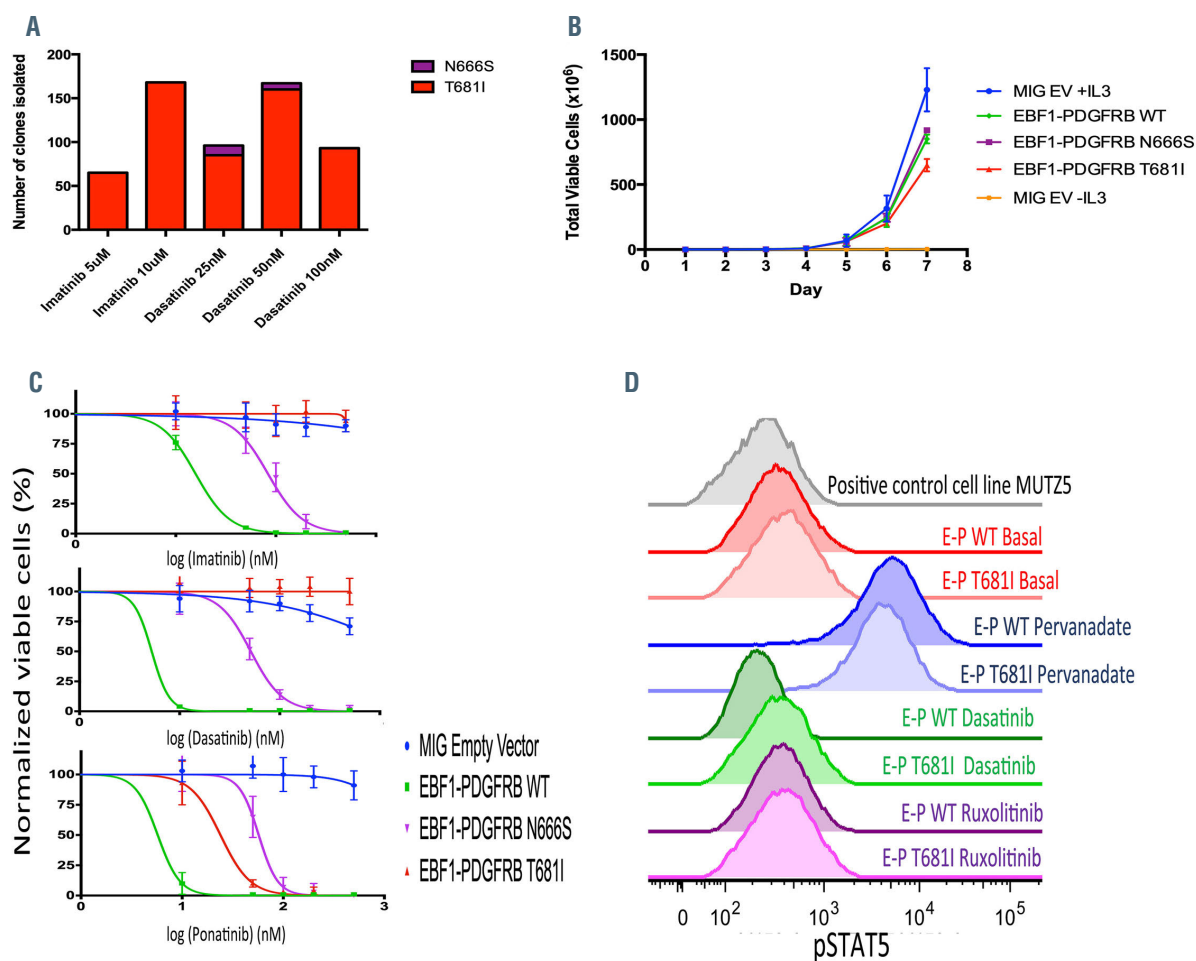 A
Number of clones isolated
200
150
100
50
0
Imatinib 5uM
Imatinib 10uM
Dasatinib 25nM
Dasatinib 50nM
Dasatinib 100nM
N666S
T681I
B
Total Viable Cells (x10⁶)
1500
1000
500
0
0 1 2 3 4 5 6 7 8
Day
MIG EV +IL3
EBF1-PDGFRB WT
EBF1-PDGFRB N666S
EBF1-PDGFRB T681I
MIG EV -IL3
C
Normalized viable cells (%)
100
75
50
25
0
log (Imatinib) (nM)
100
75
50
25
0
log (Dasatinib) (nM)
100
75
50
25
0
0 1 2 3
log (Ponatinib) (nM)
MIG Empty Vector
EBF1-PDGFRB WT
EBF1-PDGFRB N666S
EBF1-PDGFRB T681I
D
Positive control cell line MUTZ5
E-P WT Basal
E-P T681I Basal
E-P WT Pervanadate
E-P T681I Pervanadate
E-P WT Dasatinib
E-P T681I Dasatinib
E-P WT Ruxolitinib
E-P T681I Ruxolitinib
0 10² 10³ 10⁴ 10⁵
pSTAT5